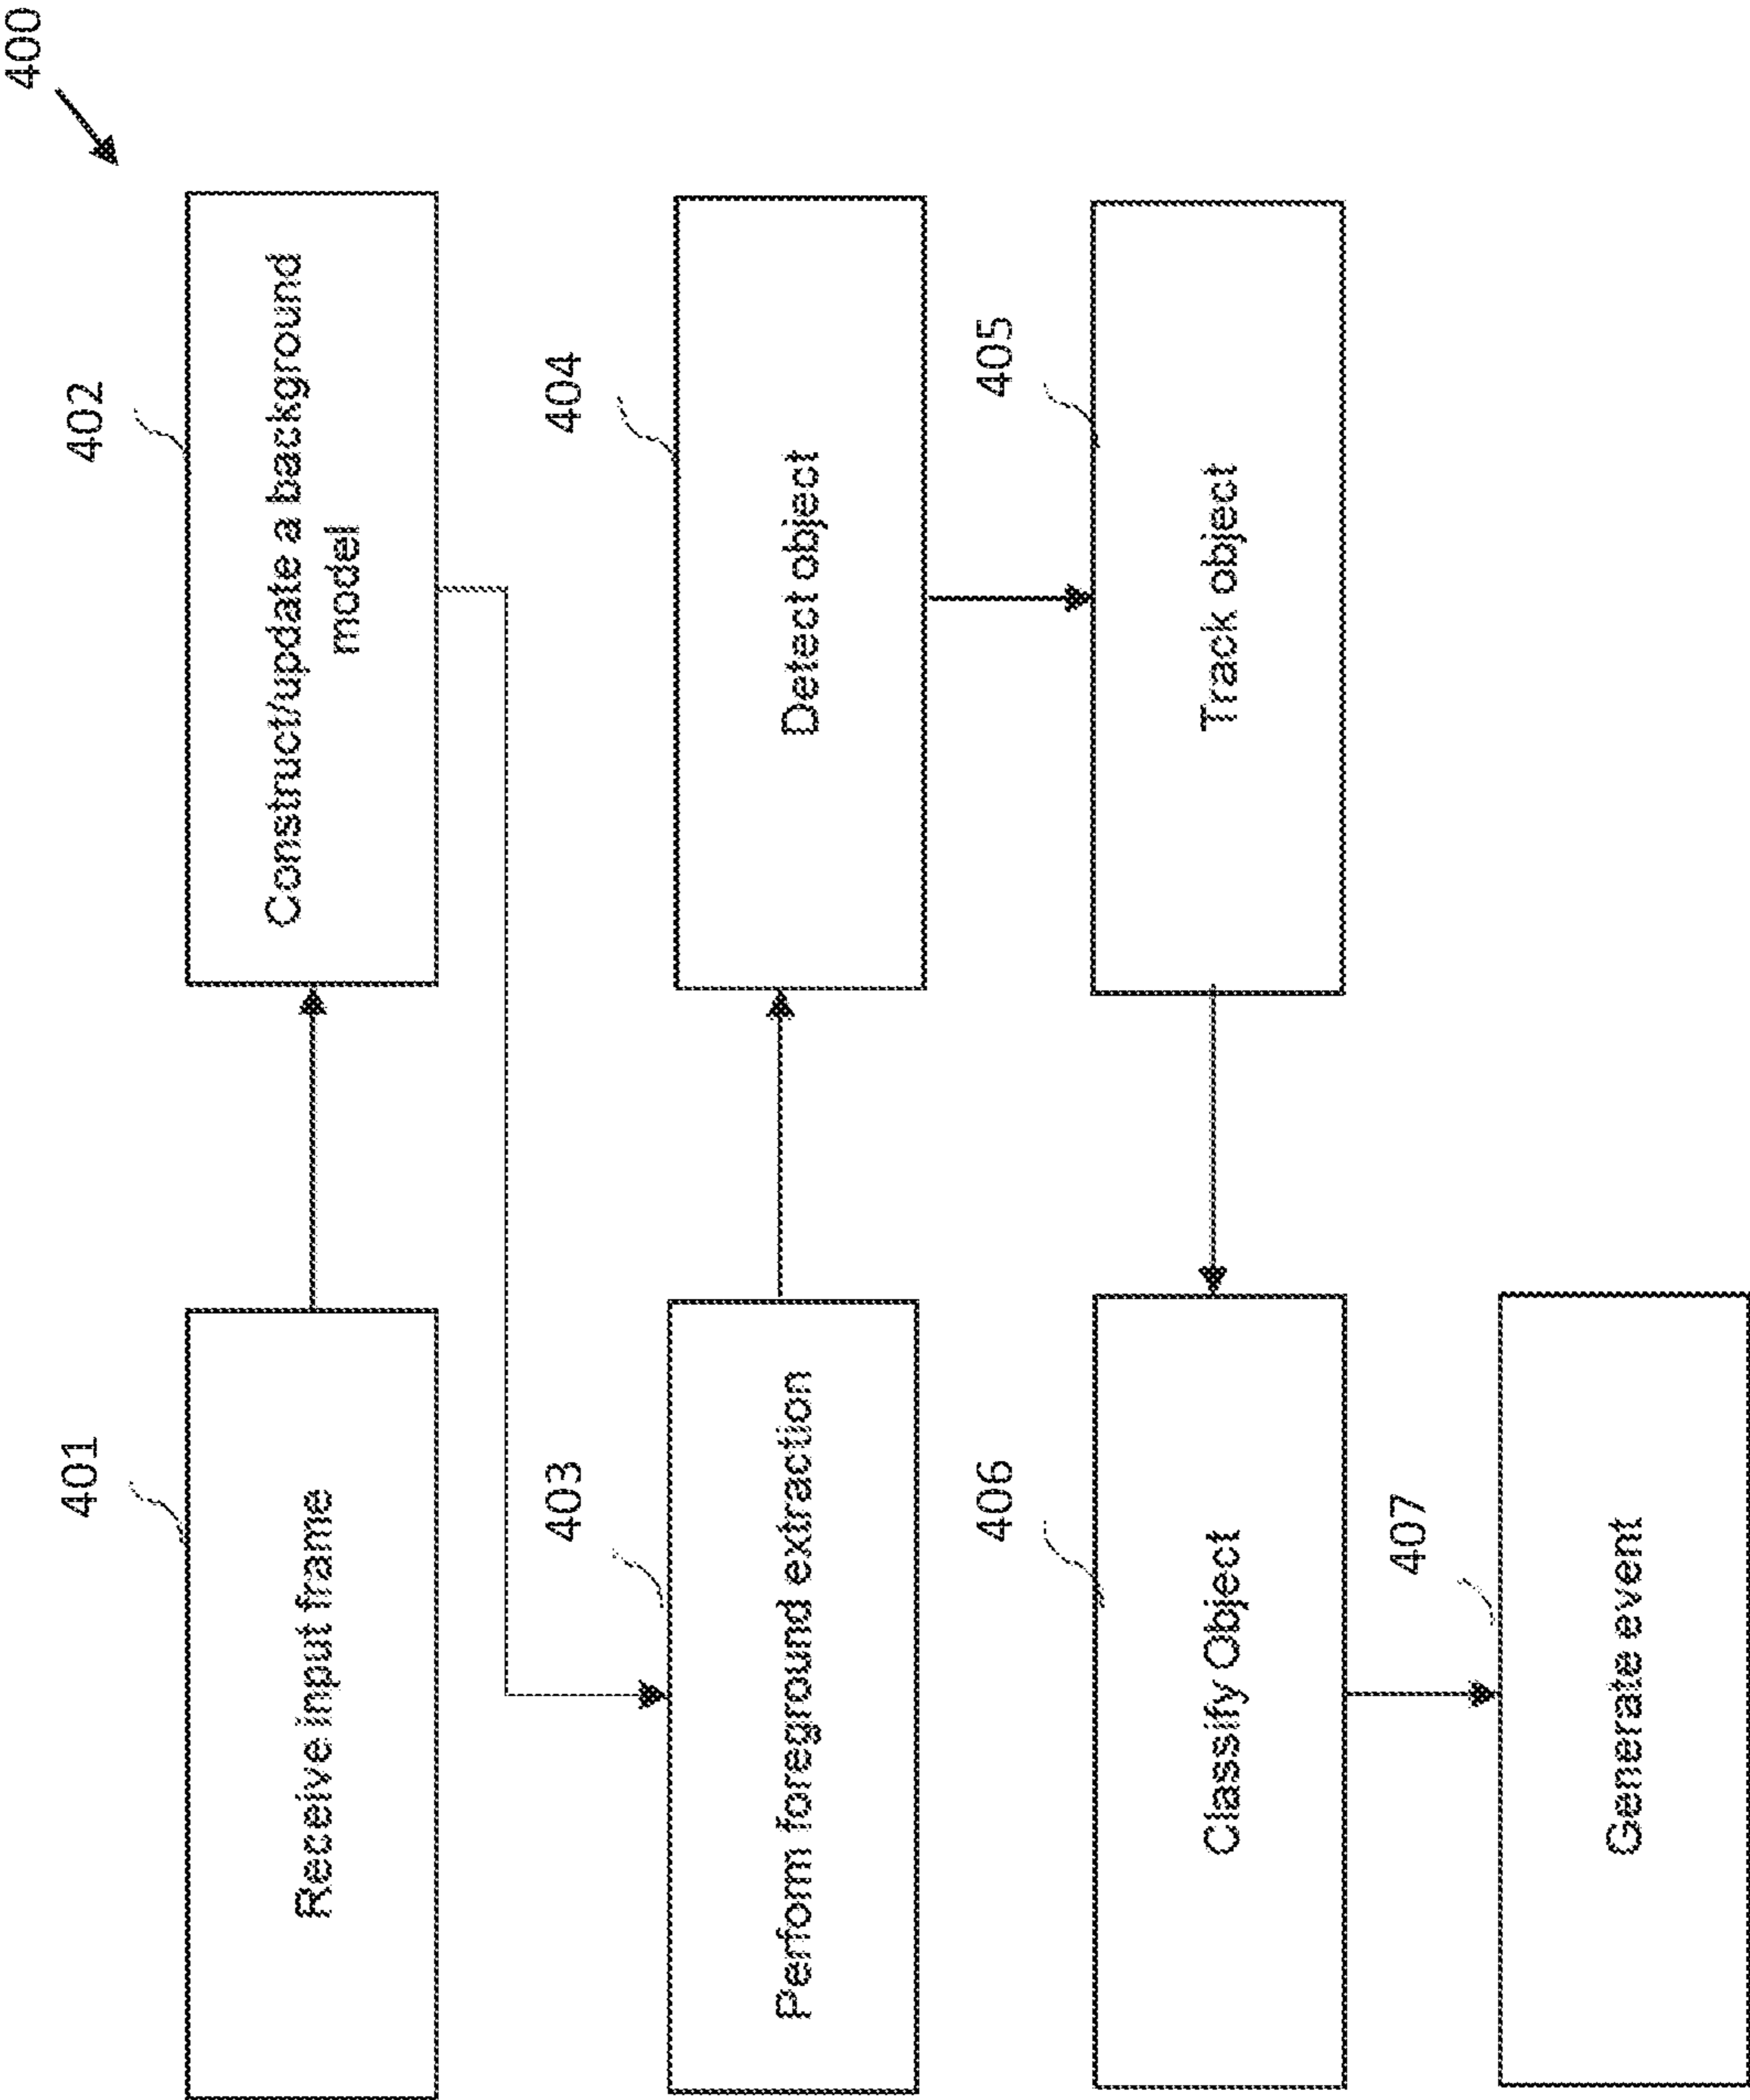 400
401
Receive input frame
402
Construct/update a background
model
403
Perfom foreground extraction
404
Detect object
405
Track object
406
Classify Object
407
Generate event